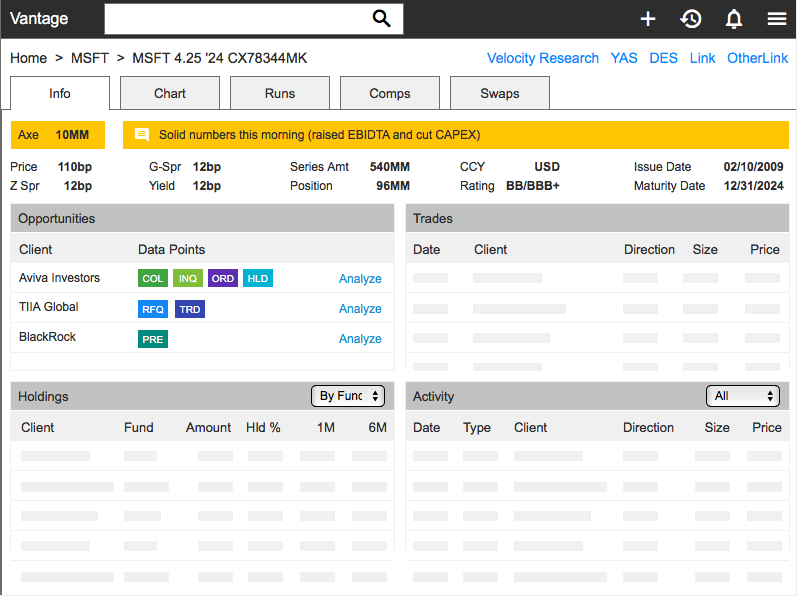 Vantage
Home > MSFT > MSFT 4.25 '24 CX78344MK Velocity Research YAS DES Link OtherLink
Info Chart Runs Comps Swaps
Axe 10MM Solid numbers this morning (raised EBIDTA and cut CAPEX)
Price 110bp G-Spr 12bp Series Amt 540MM CCY USD Issue Date 02/10/2009
Z Spr 12bp Yield 12bp Position 96MM Rating BB/BBB+ Maturity Date 12/31/2024
Opportunities
Client Data Points
Aviva Investors COL INQ ORD HLD Analyze
TIIA Global RFQ TRD Analyze
BlackRock PRE Analyze
Trades
Date Client Direction Size Price
Holdings By Func
Client Fund Amount Hld % 1M 6M
Activity All
Date Type Client Direction Size Price